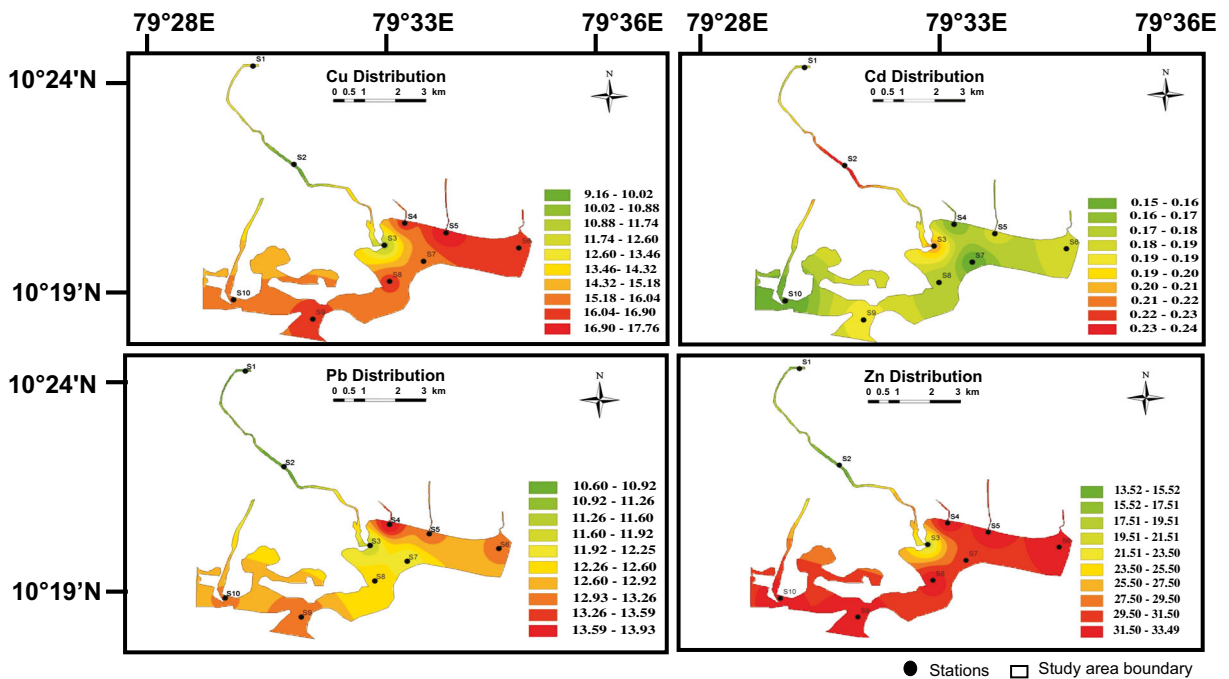 79°28E 79°33E 79°36E 79°28E 79°33E 79°36E
10°24'N
10°19'N
10°24'N
10°19'N
Cu Distribution
0 0.5 1 2 3 km
N
S1
S2
S3
S4
S5
S6
S7
S8
S9
S10
9.16 - 10.02
10.02 - 10.88
10.88 - 11.74
11.74 - 12.60
12.60 - 13.46
13.46 - 14.32
14.32 - 15.18
15.18 - 16.04
16.04 - 16.90
16.90 - 17.76
Cd Distribution
0 0.5 1 2 3 km
N
S1
S2
S3
S4
S5
S6
S7
S8
S9
S10
0.15 - 0.16
0.16 - 0.17
0.17 - 0.18
0.18 - 0.19
0.19 - 0.19
0.19 - 0.20
0.20 - 0.21
0.21 - 0.22
0.22 - 0.23
0.23 - 0.24
Pb Distribution
0 0.5 1 2 3 km
N
S1
S2
S3
S4
S5
S6
S7
S8
S9
S10
10.60 - 10.92
10.92 - 11.26
11.26 - 11.60
11.60 - 11.92
11.92 - 12.25
12.26 - 12.60
12.60 - 12.92
12.93 - 13.26
13.26 - 13.59
13.59 - 13.93
Zn Distribution
0 0.5 1 2 3 km
N
S1
S2
S3
S4
S5
S7
S10
13.52 - 15.52
15.52 - 17.51
17.51 - 19.51
19.51 - 21.51
21.51 - 23.50
23.50 - 25.50
25.50 - 27.50
27.50 - 29.50
29.50 - 31.50
31.50 - 33.49
Stations Study area boundary